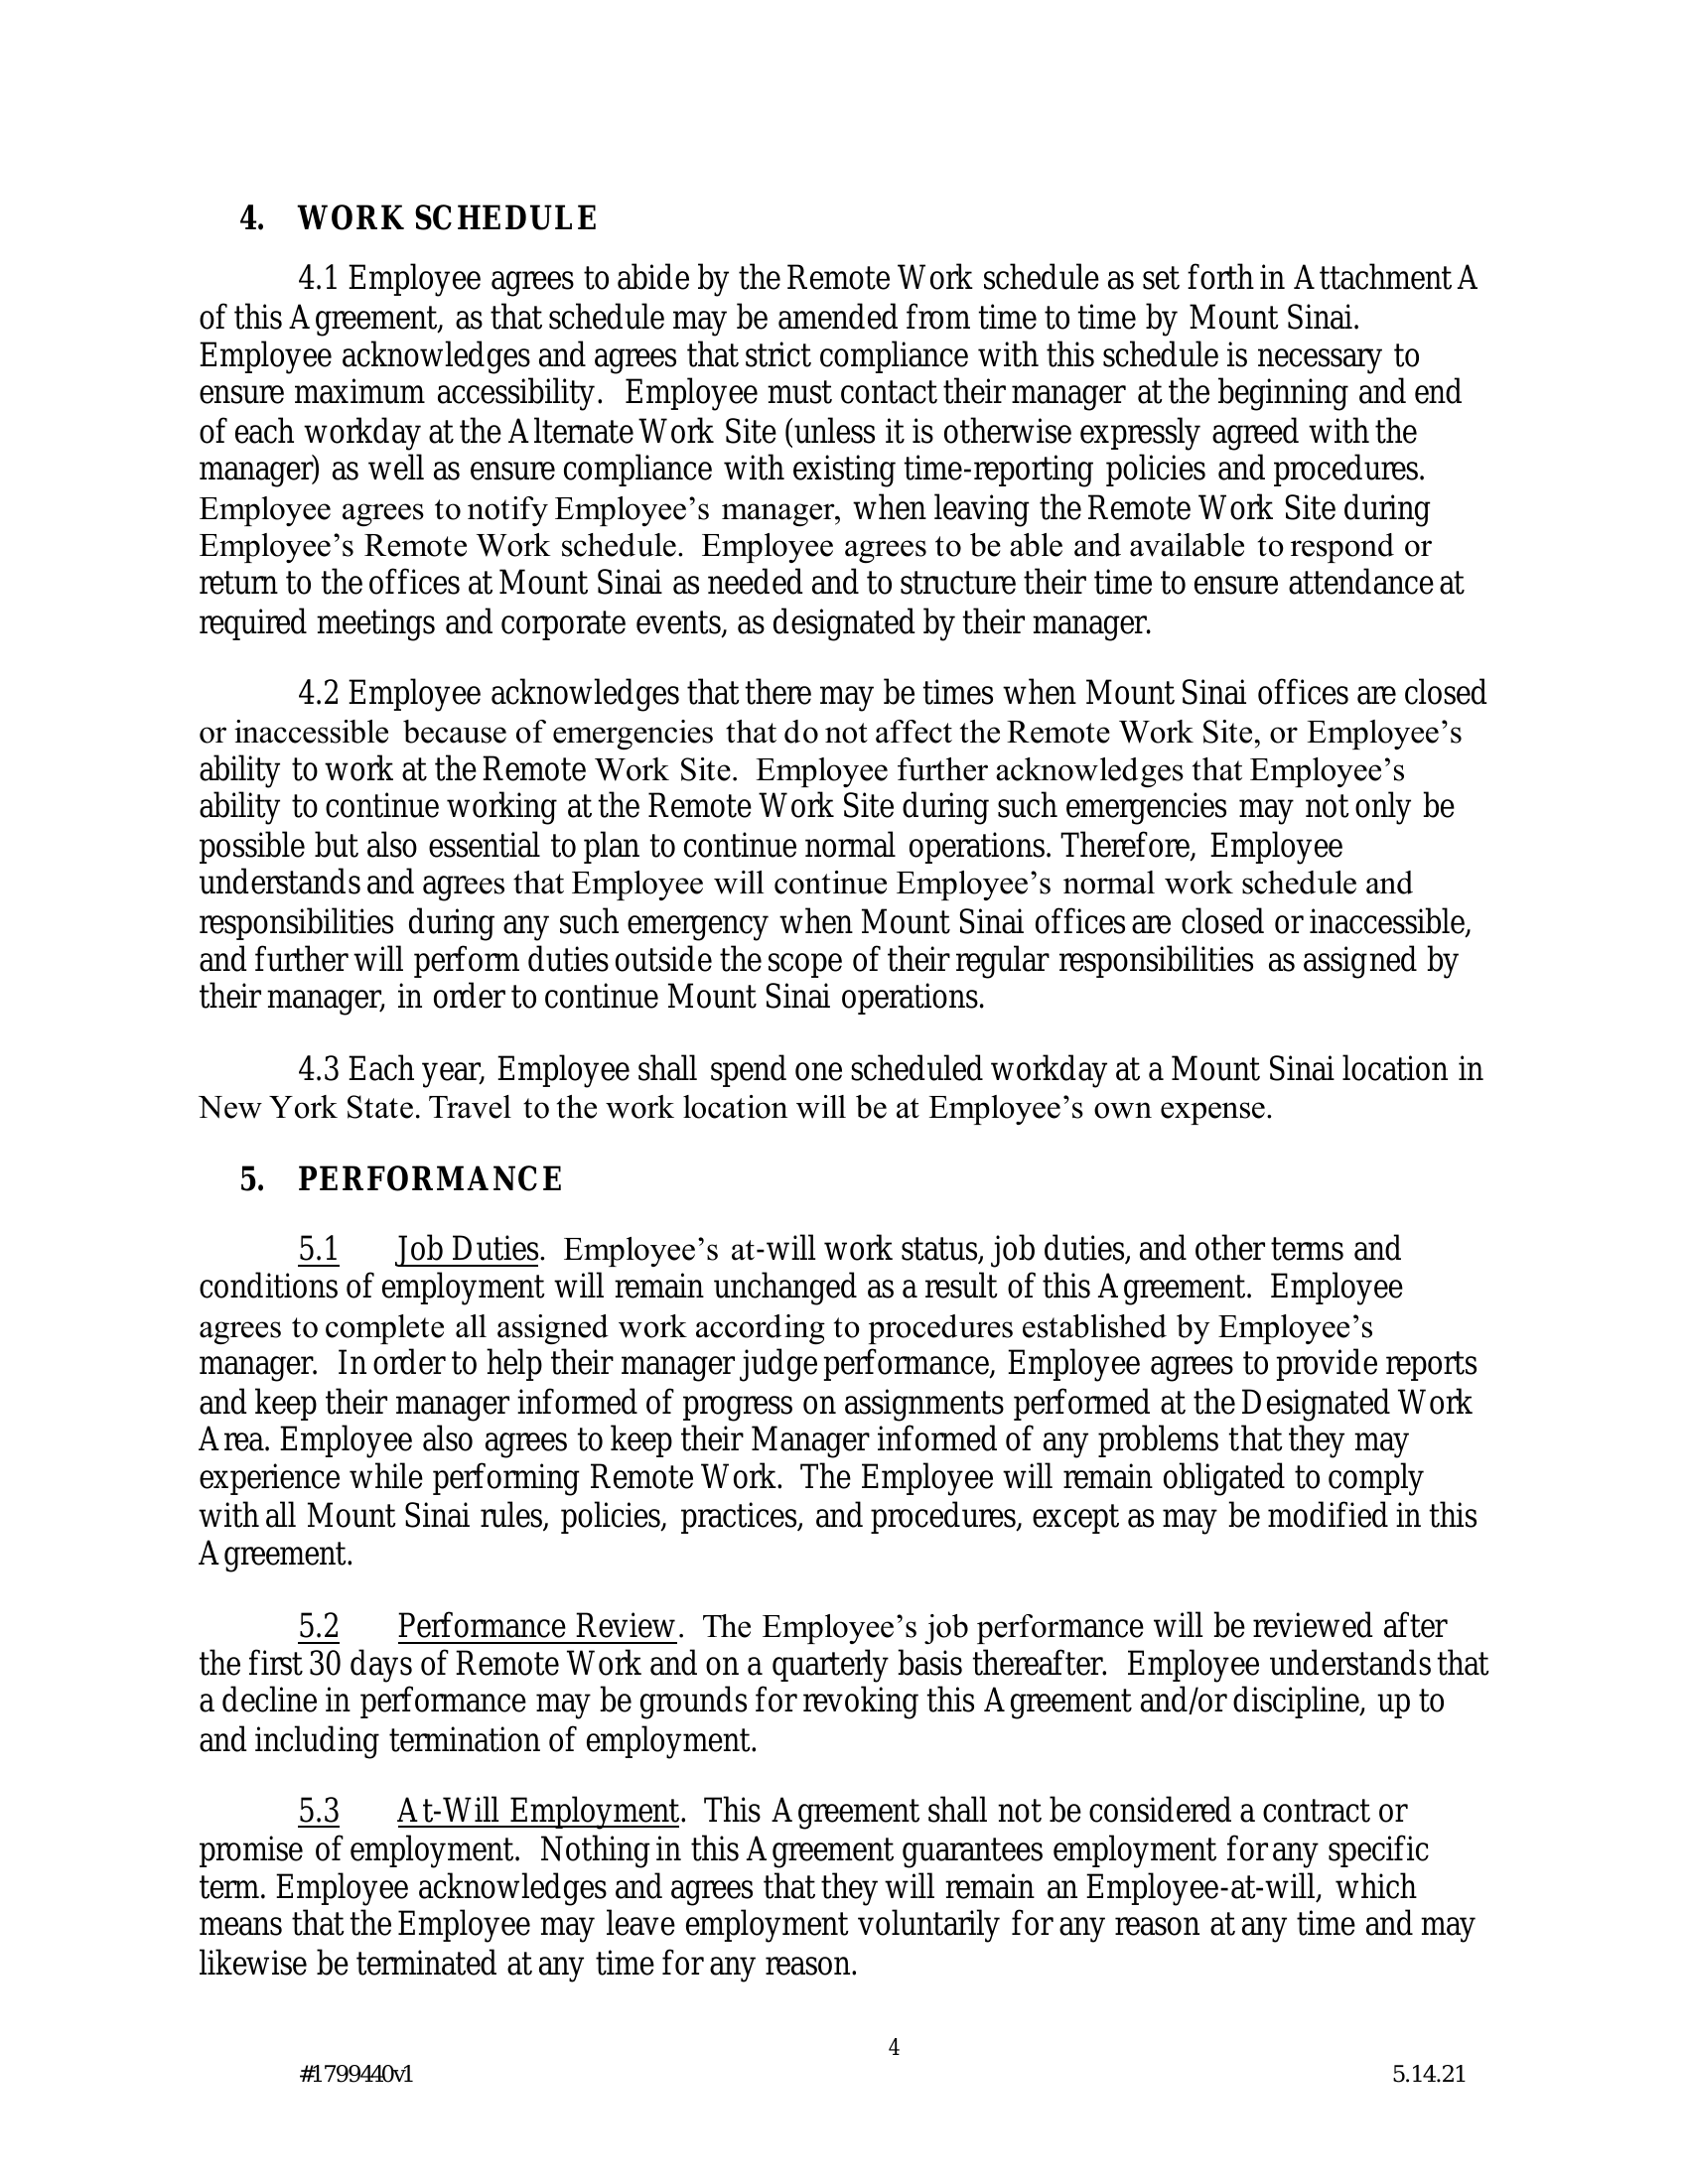 4. WORK SCHEDULE
4.1 Employee agrees to abide by the Remote Work schedule as set forth in Attachment A
of this Agreement, as that schedule may be amended from time to time by Mount Sinai.
Employee acknowledges and agrees that strict compliance with this schedule is necessary to
ensure maximum accessibility. Employee must contact their manager at the beginning and end
of each workday at the Alternate Work Site (unless it is otherwise expressly agreed with the
manager) as well as ensure compliance with existing time-reporting policies and procedures.
Employee agrees to notify Employee’s manager, when leaving the Remote Work Site during
Employee’s Remote Work schedule. Employee agrees to be able and available to respond or
return to the offices at Mount Sinai as needed and to structure their time to ensure attendance at
required meetings and corporate events, as designated by their manager.
4.2 Employee acknowledges that there may be times when Mount Sinai offices are closed
or inaccessible because of emergencies that do not affect the Remote Work Site, or Employee’s
ability to work at the Remote Work Site. Employee further acknowledges that Employee’s
ability to continue working at the Remote Work Site during such emergencies may not only be
possible but also essential to plan to continue normal operations. Therefore, Employee
understands and agrees that Employee will continue Employee’s normal work schedule and
responsibilities during any such emergency when Mount Sinai offices are closed or inaccessible,
and further will perform duties outside the scope of their regular responsibilities as assigned by
their manager, in order to continue Mount Sinai operations.
4.3 Each year, Employee shall spend one scheduled workday at a Mount Sinai location in
New York State. Travel to the work location will be at Employee’s own expense.
5. PERFORMANCE
5.1 Job Duties. Employee’s at-will work status, job duties, and other terms and
conditions of employment will remain unchanged as a result of this Agreement. Employee
agrees to complete all assigned work according to procedures established by Employee’s
manager. In order to help their manager judge performance, Employee agrees to provide reports
and keep their manager informed of progress on assignments performed at the Designated Work
Area. Employee also agrees to keep their Manager informed of any problems that they may
experience while performing Remote Work. The Employee will remain obligated to comply
with all Mount Sinai rules, policies, practices, and procedures, except as may be modified in this
Agreement.
5.2 Performance Review. The Employee’s job performance will be reviewed after
the first 30 days of Remote Work and on a quarterly basis thereafter. Employee understands that
a decline in performance may be grounds for revoking this Agreement and/or discipline, up to
and including termination of employment.
5.3 At-Will Employment. This Agreement shall not be considered a contract or
promise of employment. Nothing in this Agreement guarantees employment for any specific
term. Employee acknowledges and agrees that they will remain an Employee-at-will, which
means that the Employee may leave employment voluntarily for any reason at any time and may
likewise be terminated at any time for any reason.
4
#1799440v1 5.14.21